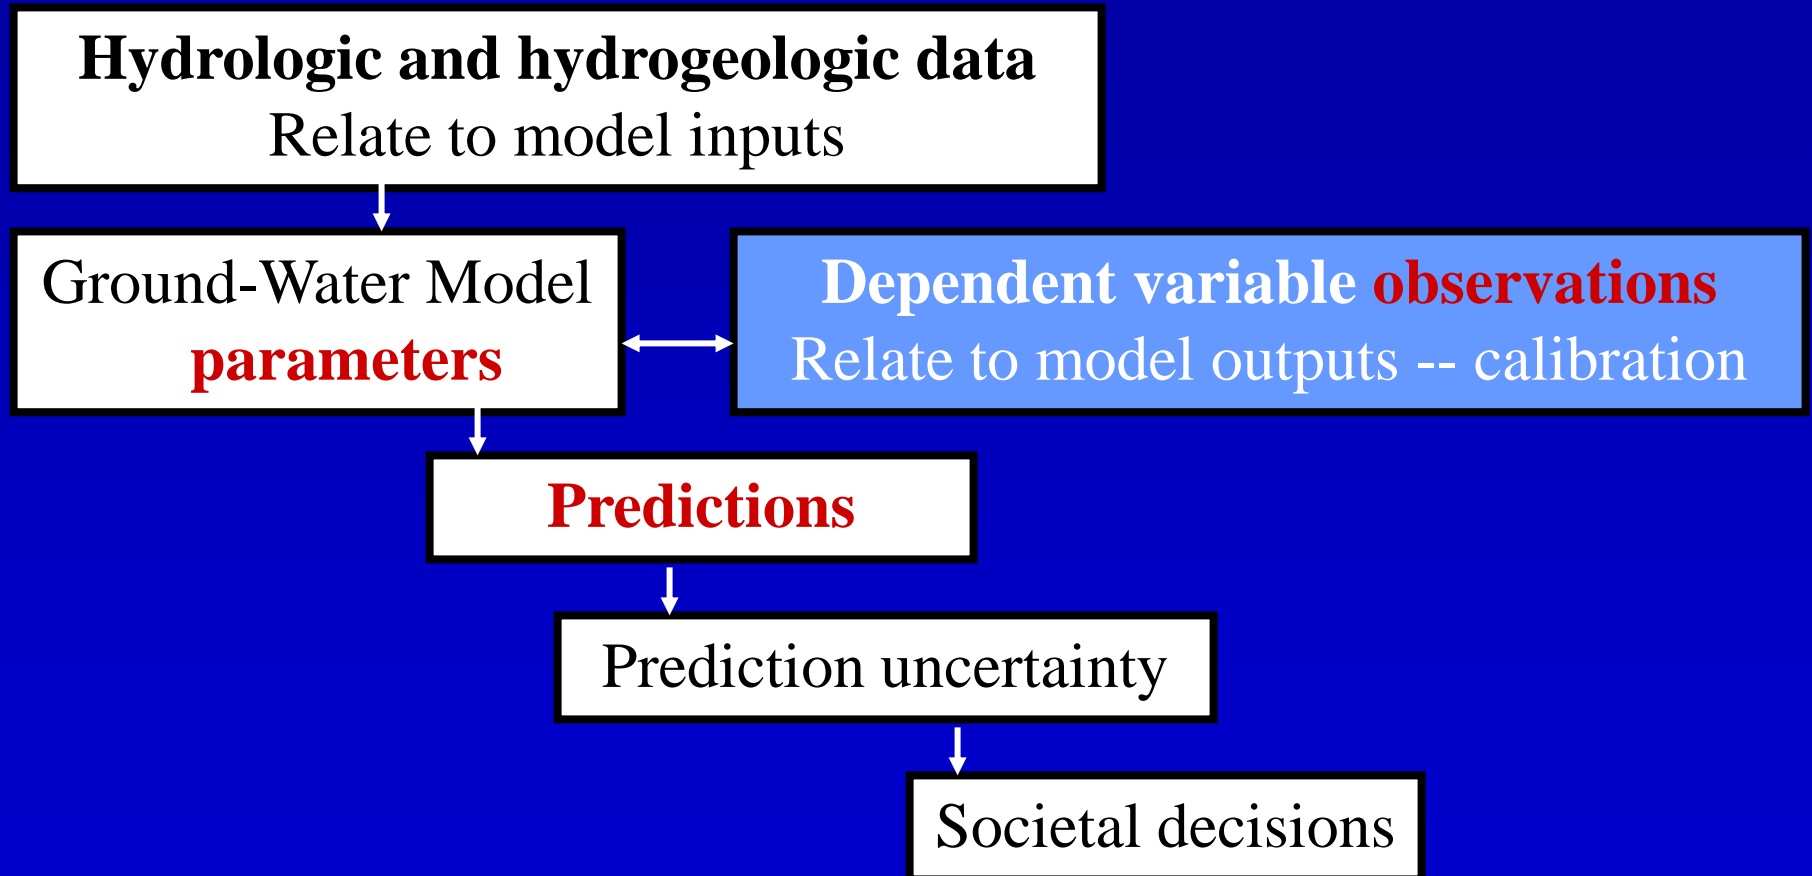 Hydrologic and hydrogeologic data
Relate to model inputs
Ground-Water Model
parameters
Dependent variable observations
Relate to model outputs -- calibration
Predictions
Prediction uncertainty
Societal decisions